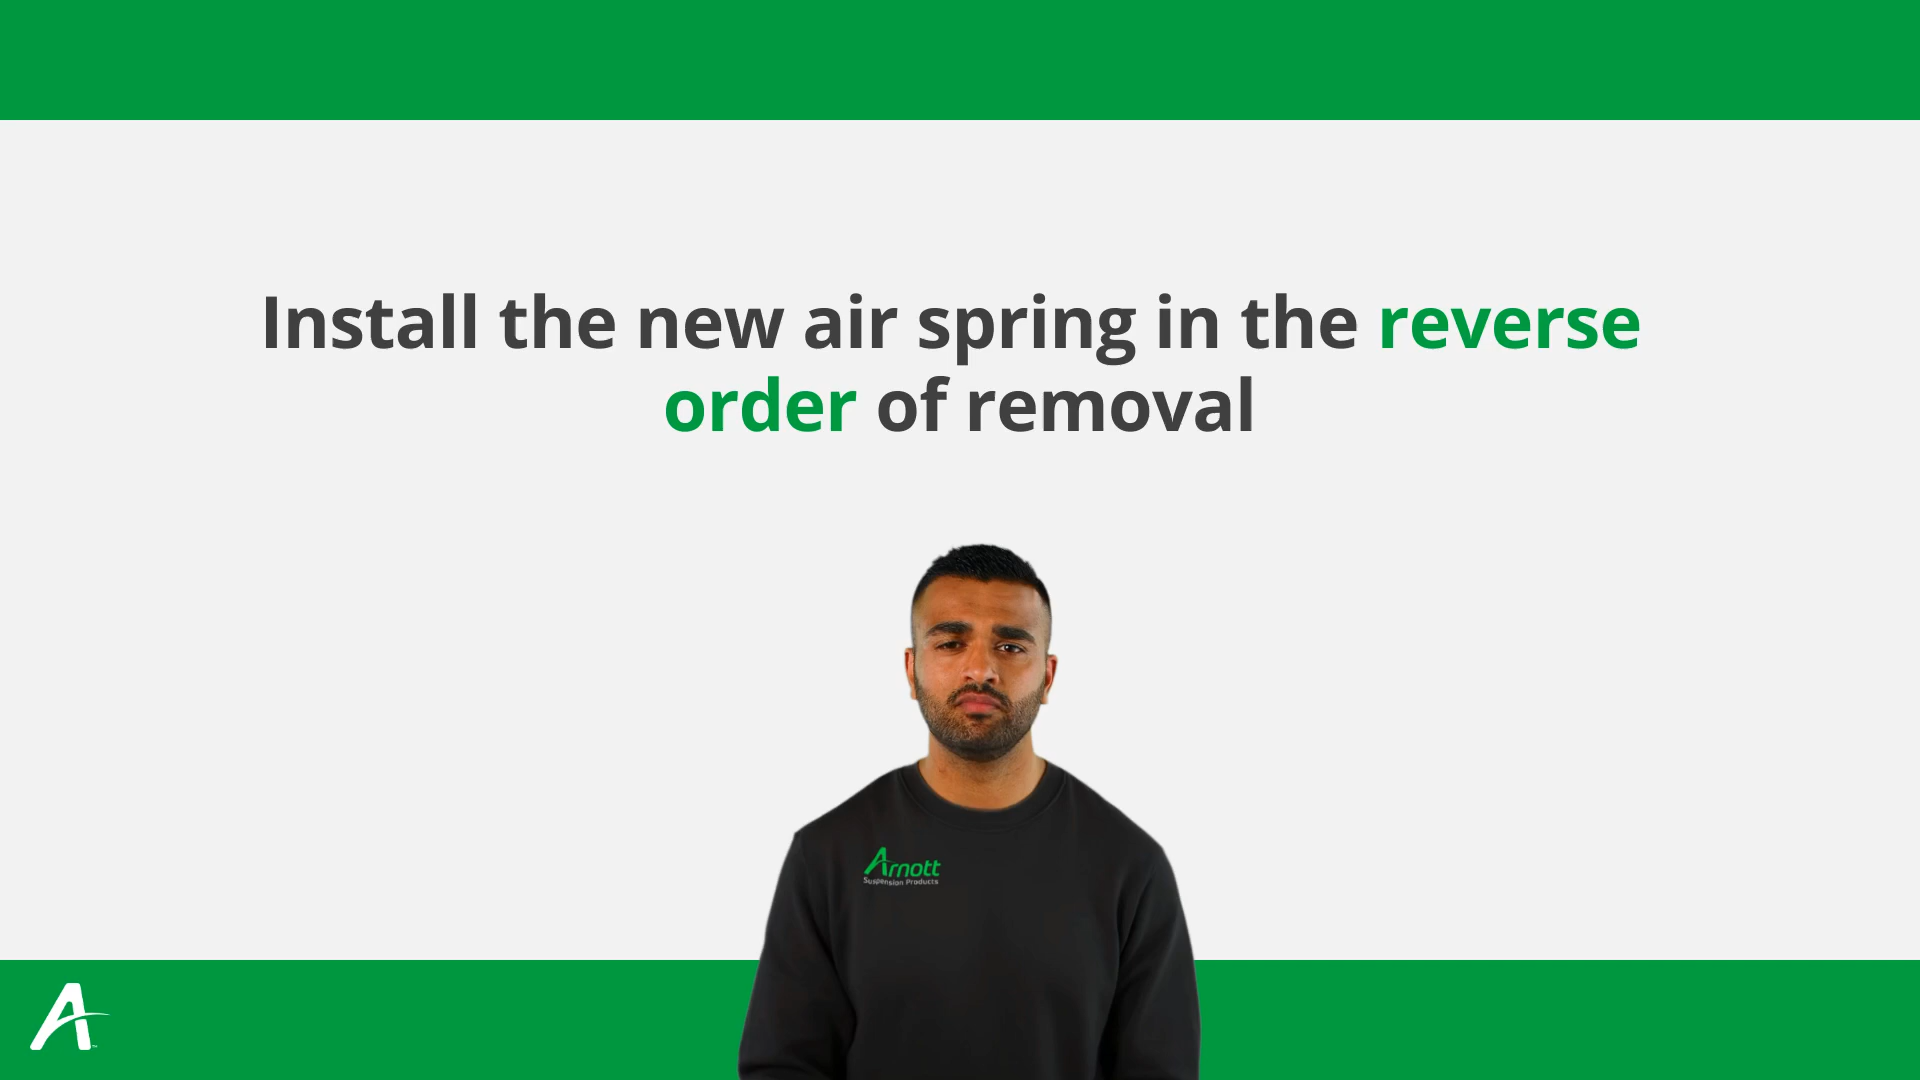 Install the new air spring in the reverse
order of removal
Arnott
Suspension Products